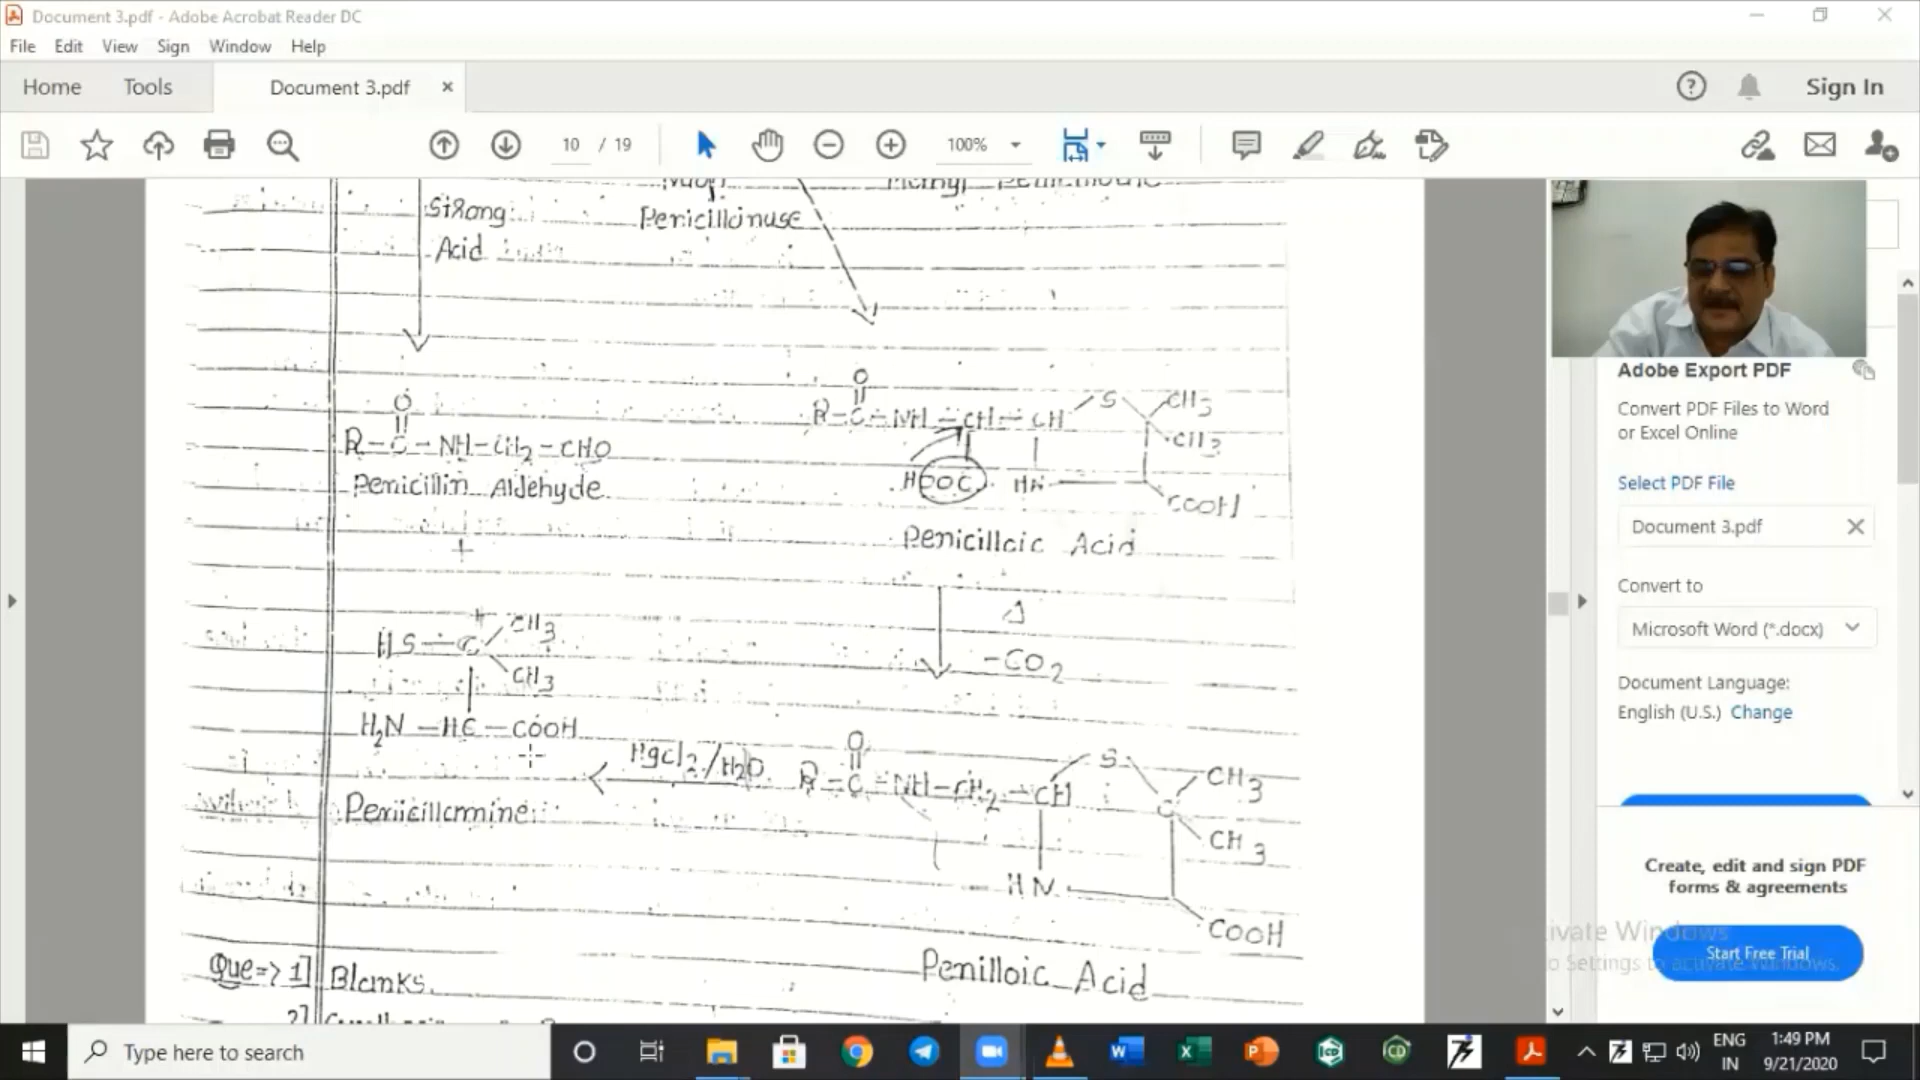 Document 3.pdf - Adobe Acrobat Reader DC
File Edit View Sign Window Help
Home Tools Document 3.pdf × Sign In
10 / 19 100%
Strong
Acid
Penicillinuse
O
R-C-NH-CH2-CHO
Penicillin Aldehyde
+
O
R-C-NH-CH-CH S CH3
CH3
HOOC HN COOH
Penicilloic Acid
Δ
-CO2
HS-C CH3
CH3
H2N-HC-COOH
Penicillamine
HgCl2/H2O
O
R-C-NH-CH2-CH S C CH3
CH3
HN COOH
Penilloic Acid
Que=> 1] Blanks.
2]
Adobe Export PDF
Convert PDF Files to Word
or Excel Online
Select PDF File
Document 3.pdf
Convert to
Microsoft Word (*.docx)
Document Language:
English (U.S.) Change
Create, edit and sign PDF
forms & agreements
Start Free Trial
Type here to search
ENG
IN
1:49 PM
9/21/2020